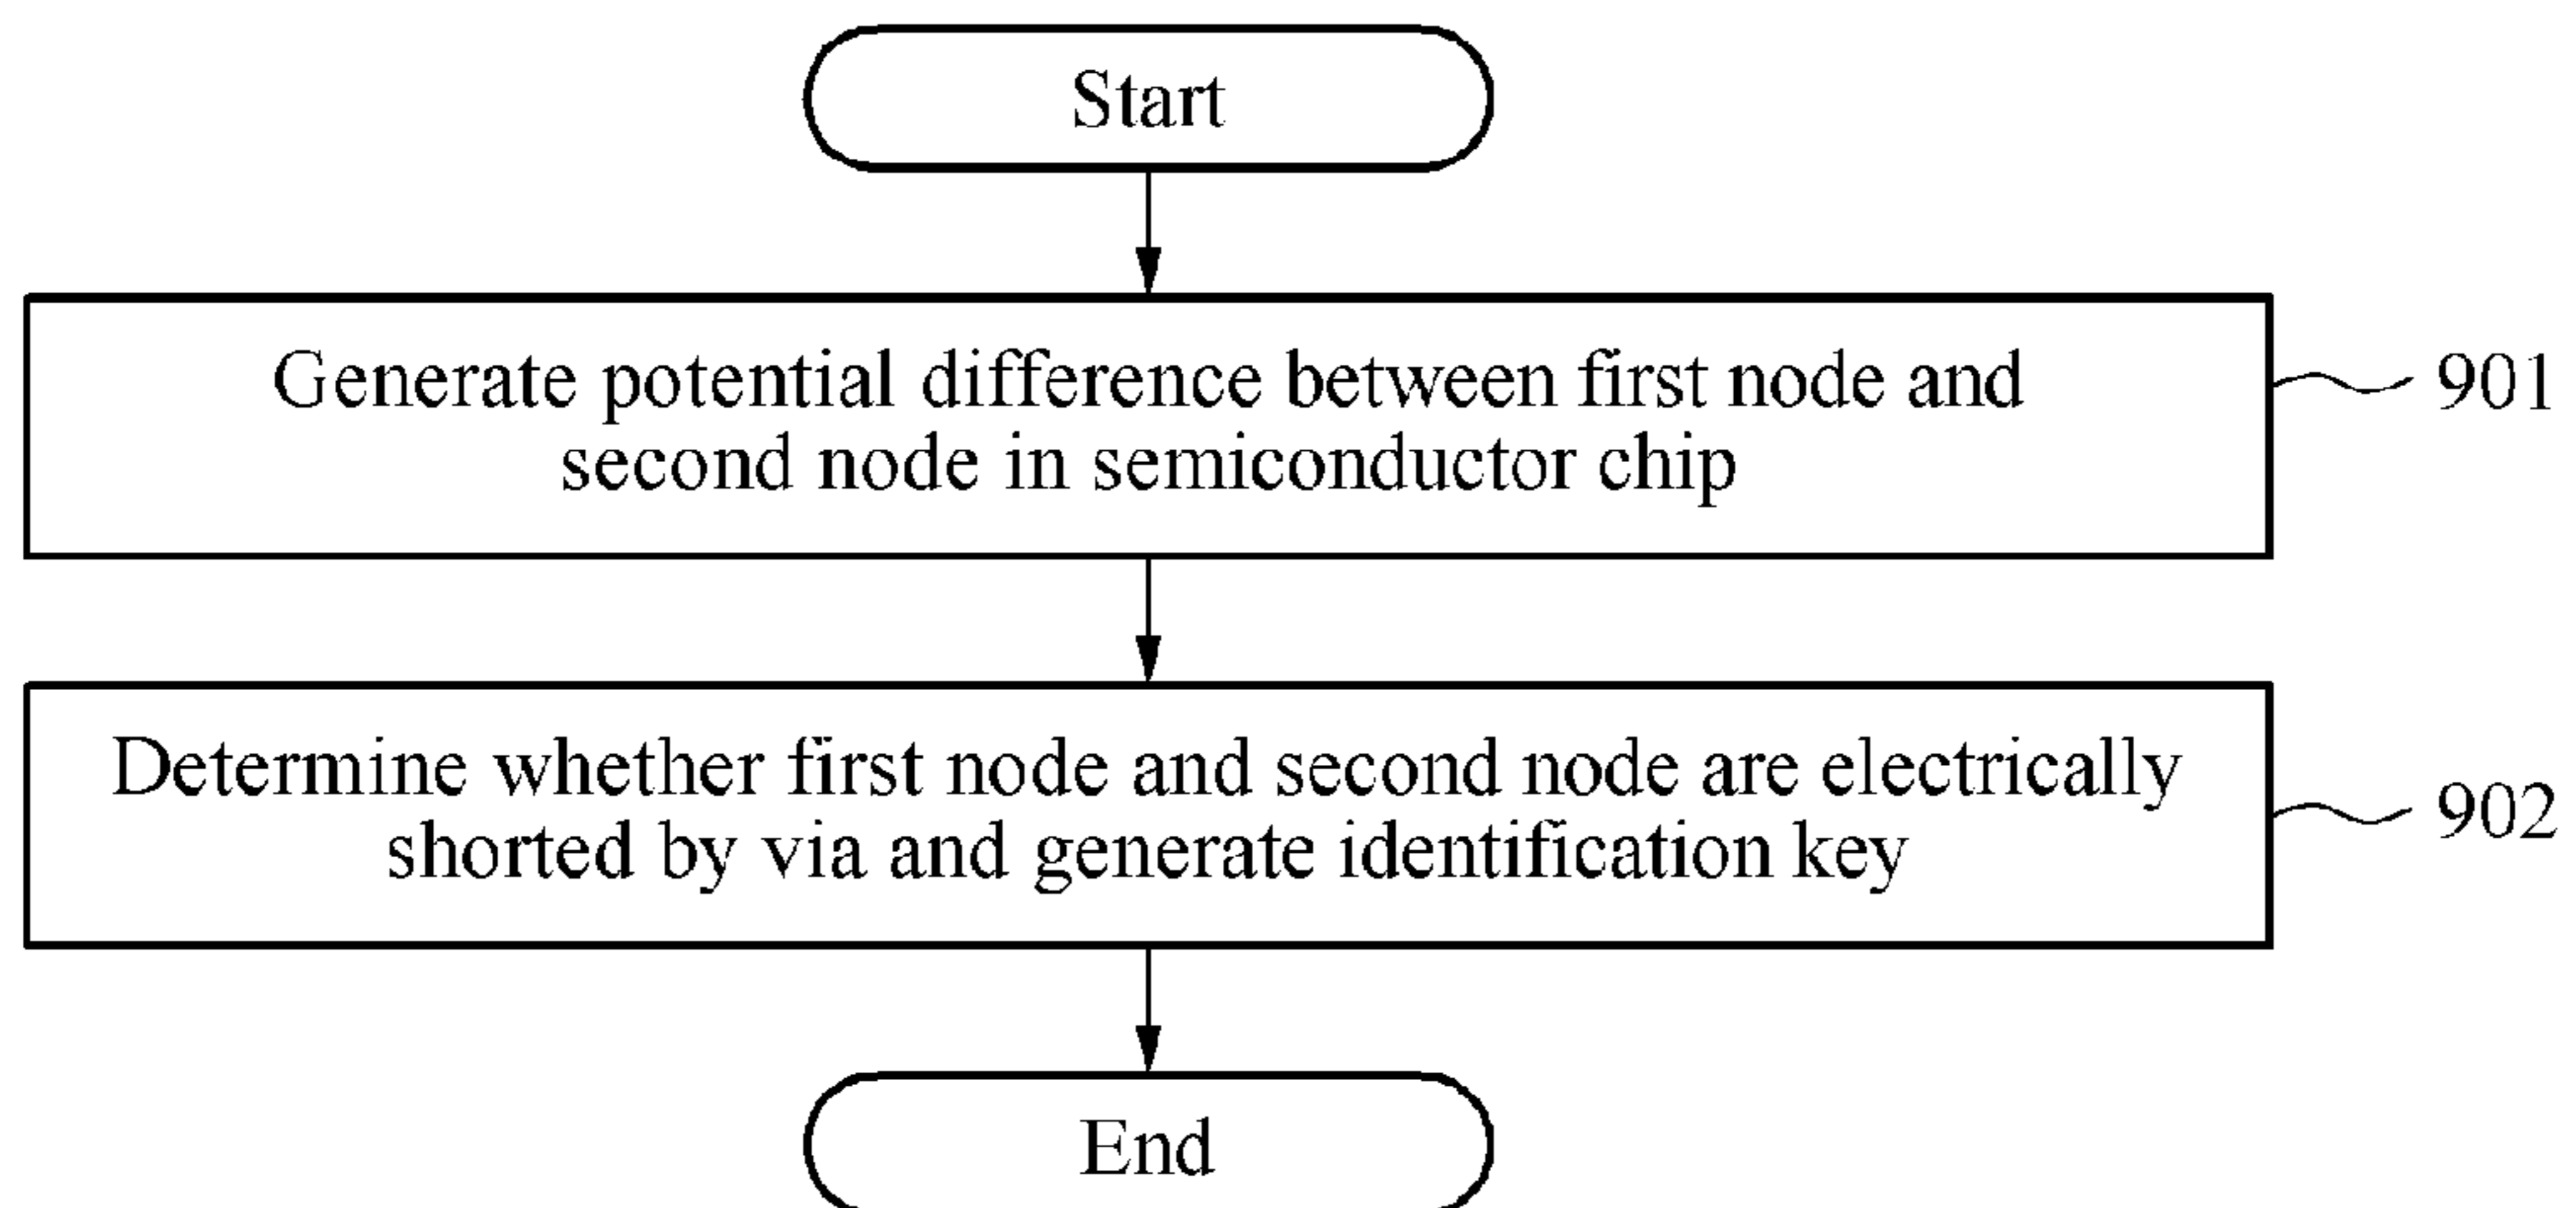 Start
Generate potential difference between first node and
second node in semiconductor chip
901
Determine whether first node and second node are electrically
shorted by via and generate identification key
902
End